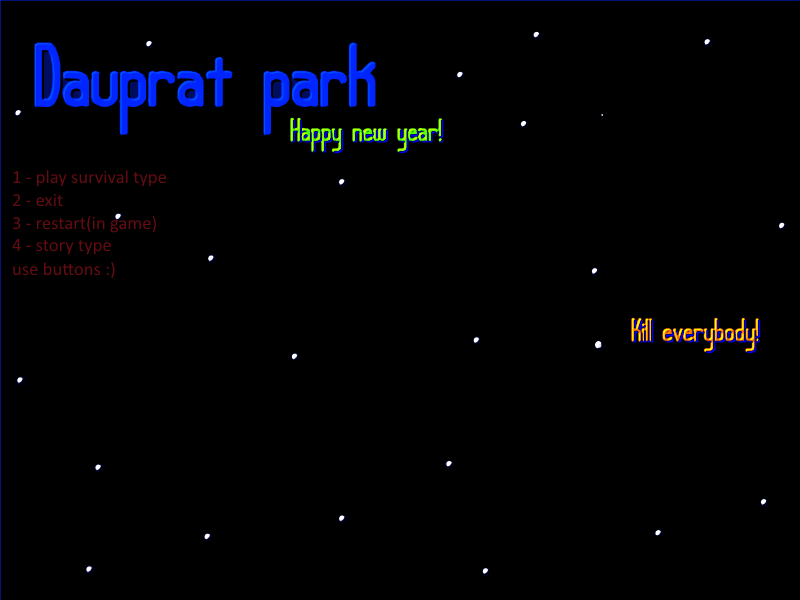 Dauprat park
Happy new year!
1 - play survival type
2 - exit
3 - restart(in game)
4 - story type
use buttons :)
Kill everybody!